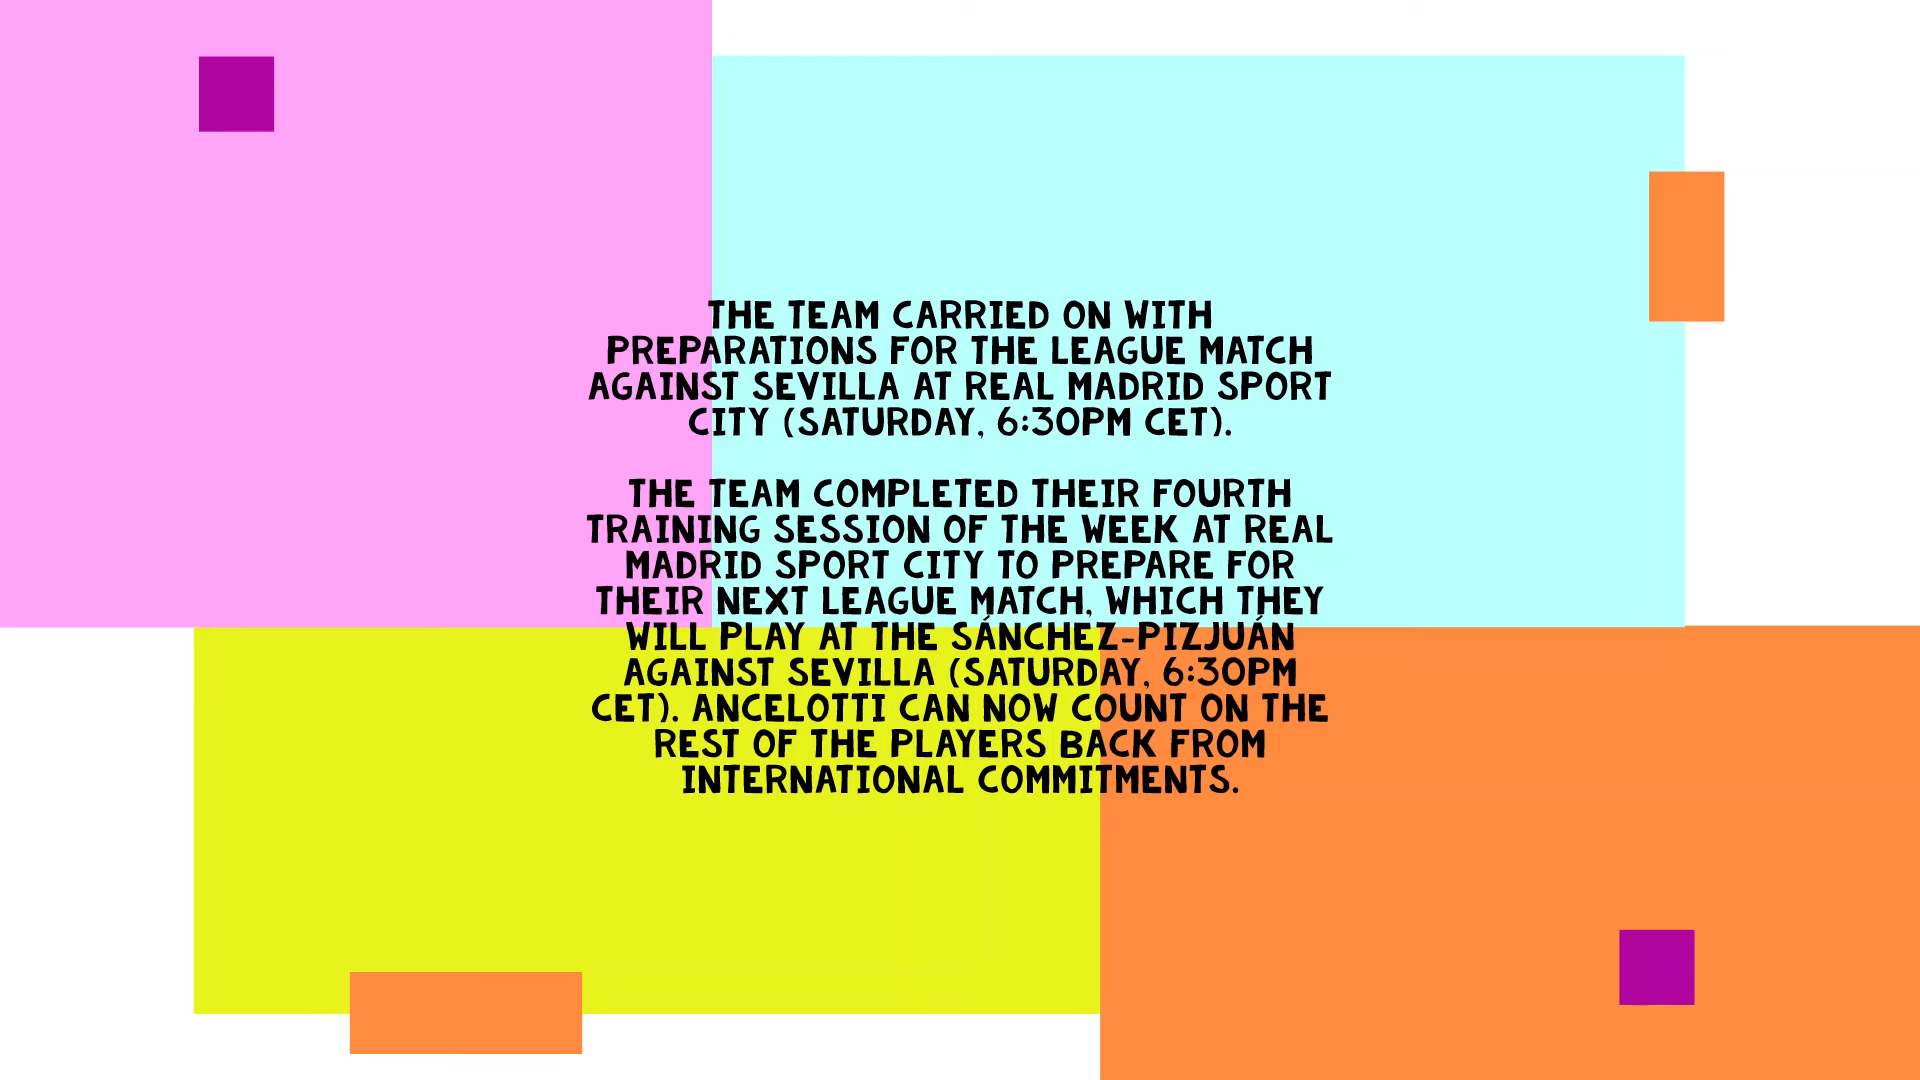 THE TEAM CARRIED ON WITH
PREPARATIONS FOR THE LEAGUE MATCH
AGAINST SEVILLA AT REAL MADRID SPORT
CITY (SATURDAY, 6:30PM CET).
THE TEAM COMPLETED THEIR FOURTH
TRAINING SESSION OF THE WEEK AT REAL
MADRID SPORT CITY TO PREPARE FOR
THEIR NEXT LEAGUE MATCH, WHICH THEY
WILL PLAY AT THE SÁNCHEZ-PIZJUÁN
AGAINST SEVILLA (SATURDAY, 6:30PM
CET). ANCELOTTI CAN NOW COUNT ON THE
REST OF THE PLAYERS BACK FROM
INTERNATIONAL COMMITMENTS.